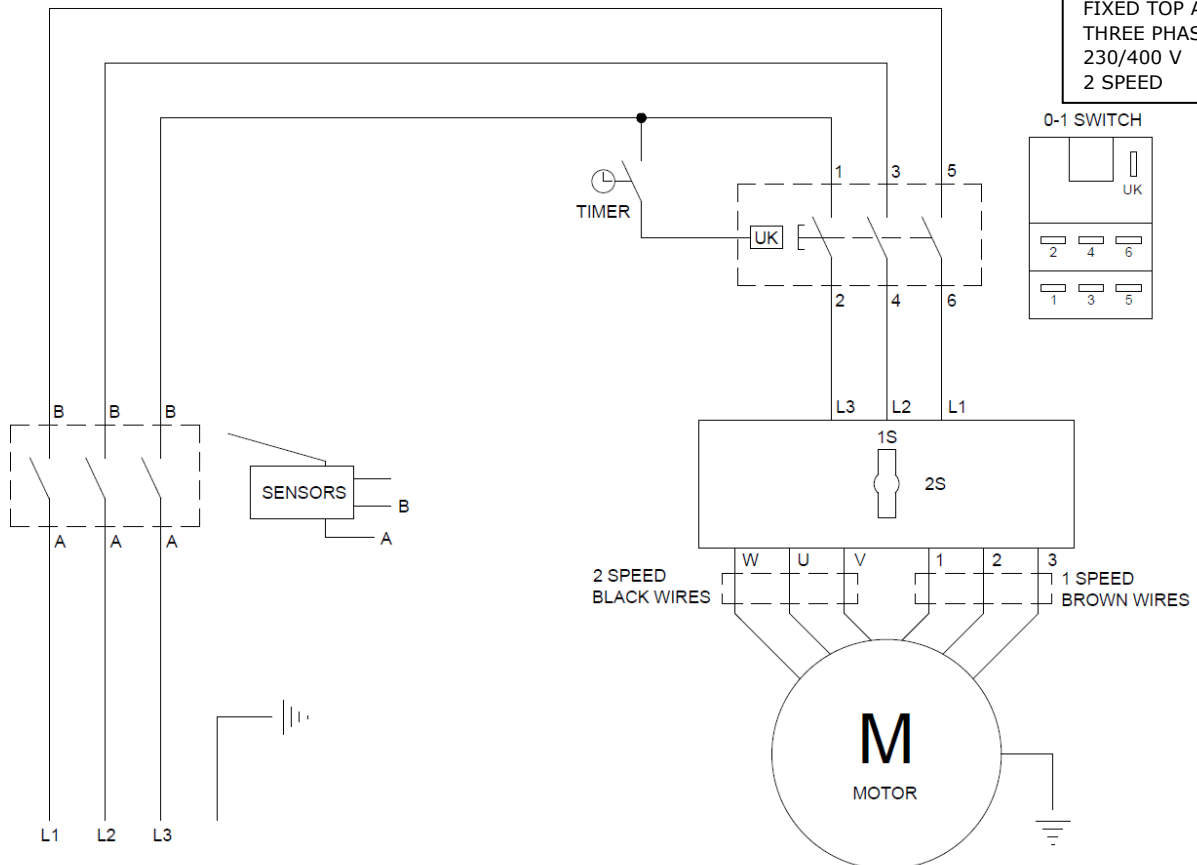 FIXED TOP A
THREE PHAS
230/400 V
2 SPEED
0-1 SWITCH
UK
2 4 6
1 3 5
1 3 5
TIMER
UK
2 4 6
L3 L2 L1
1S
2S
B B B
SENSORS
B
A
A A A
W U V 1 2 3
2 SPEED
BLACK WIRES
1 SPEED
BROWN WIRES
M
MOTOR
L1 L2 L3